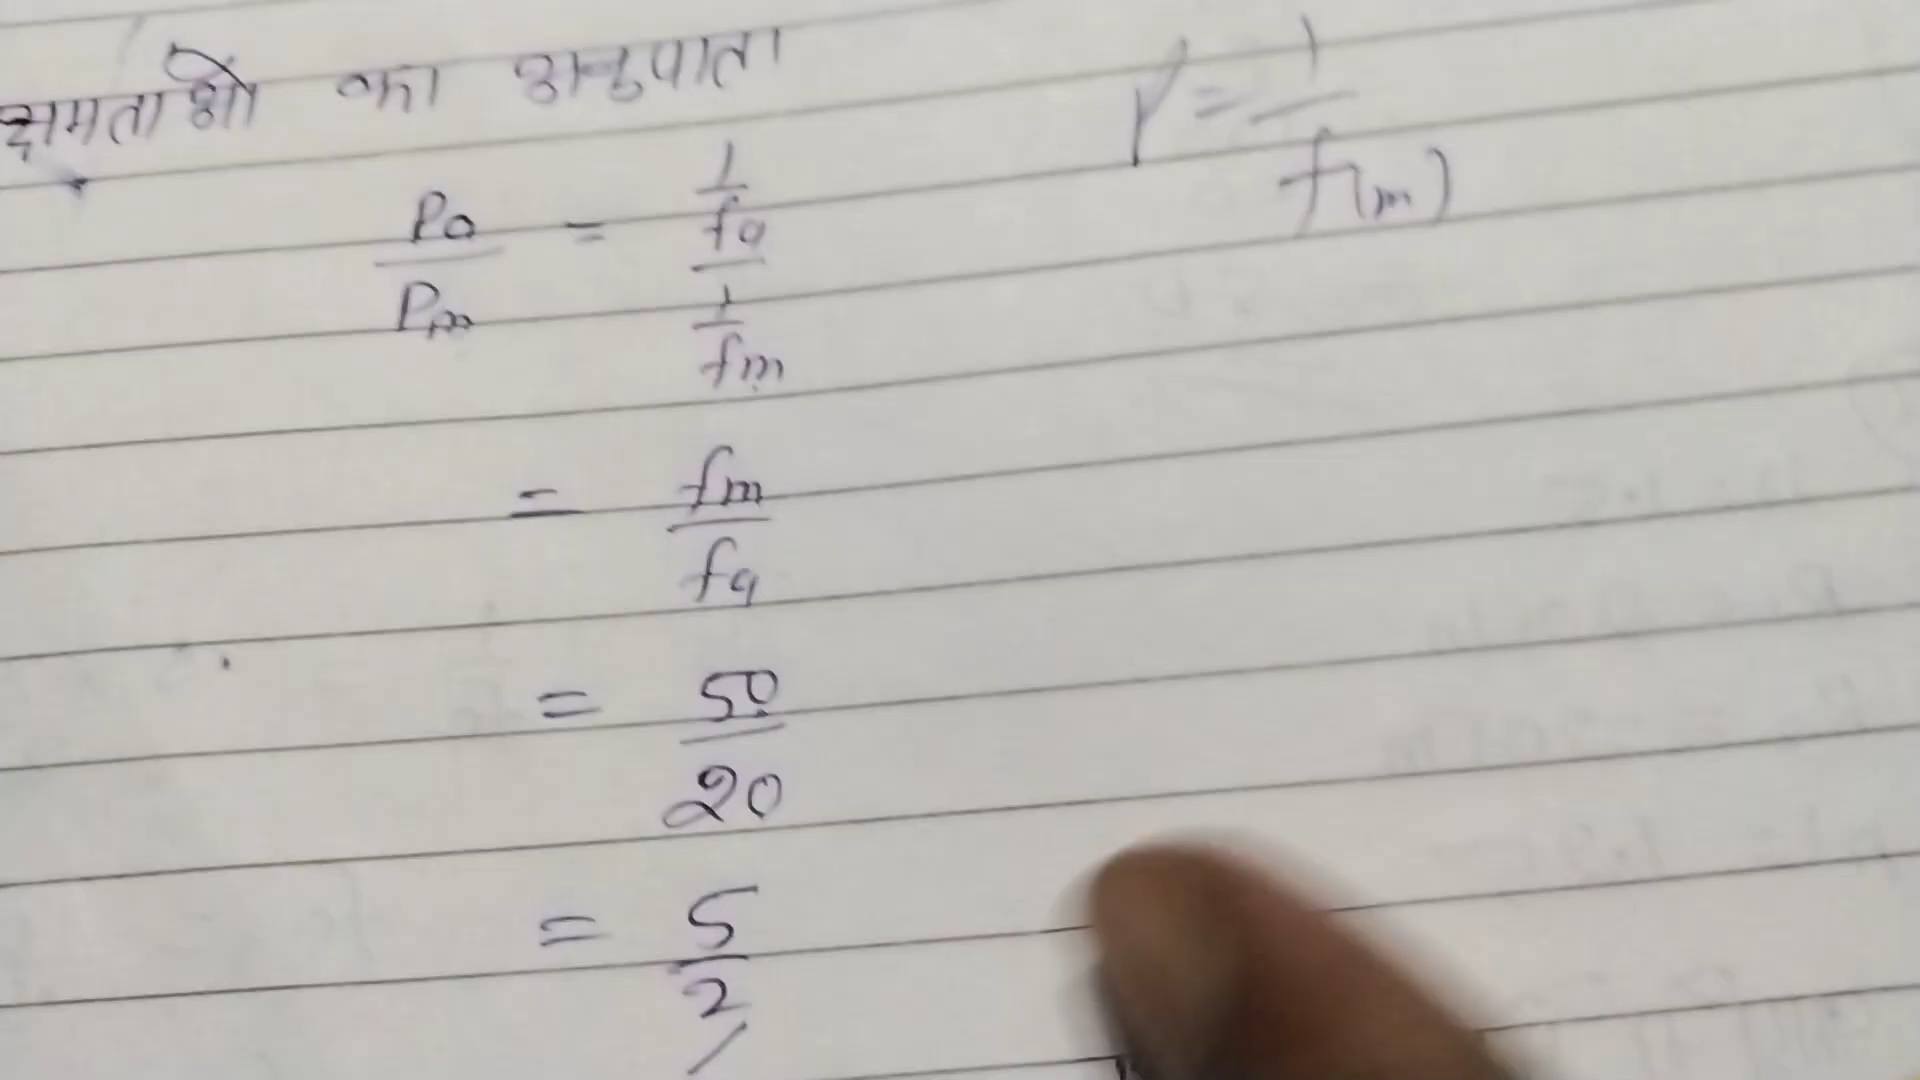 क्षमताओं का अनुपात।
P = 1/f(m)
Pa/Pm = (1/fa)/(1/fm)
= fm/fa
= 50/20
= 5/2